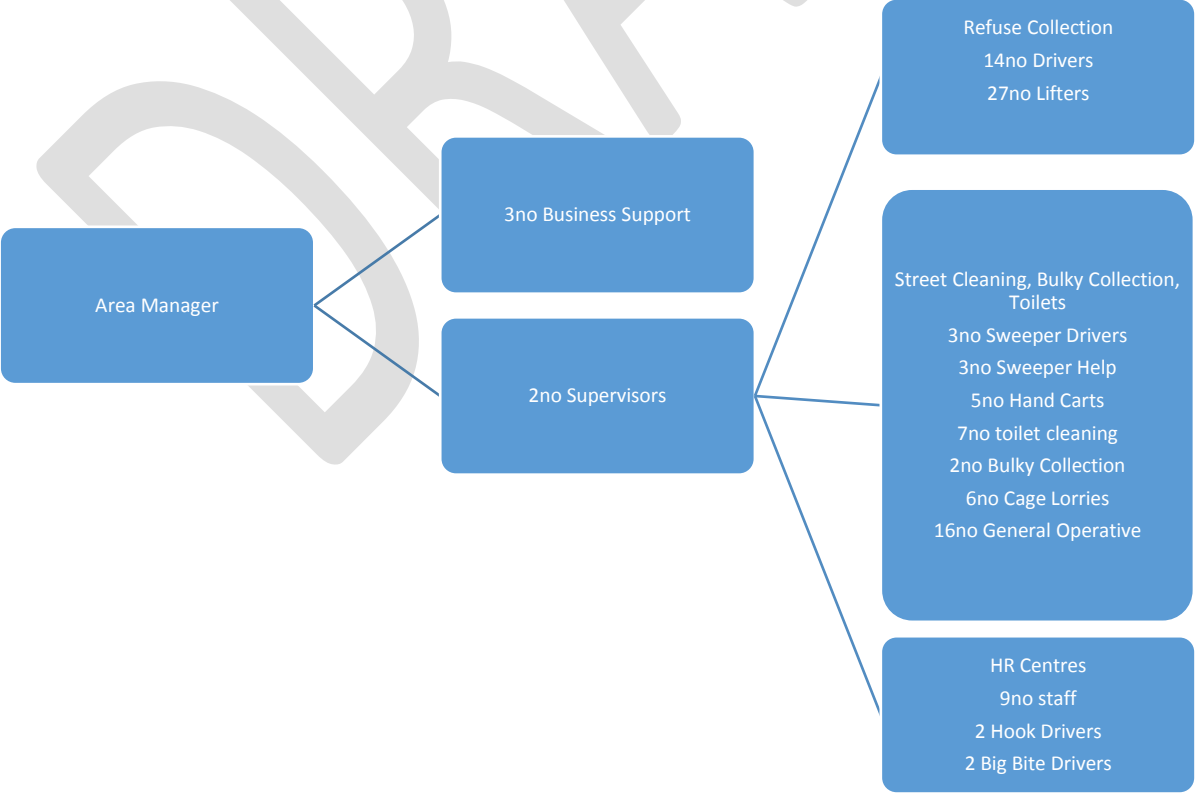 Area Manager
3no Business Support
2no Supervisors
Refuse Collection
14no Drivers
27no Lifters
Street Cleaning, Bulky Collection,
Toilets
3no Sweeper Drivers
3no Sweeper Help
5no Hand Carts
7no toilet cleaning
2no Bulky Collection
6no Cage Lorries
16no General Operative
HR Centres
9no staff
2 Hook Drivers
2 Big Bite Drivers